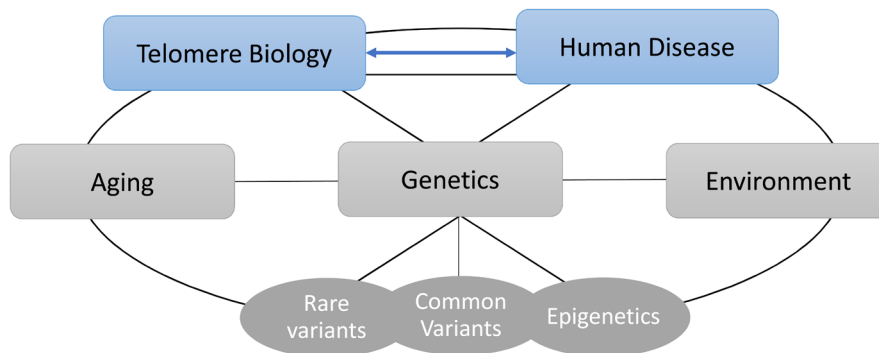 Telomere Biology
Human Disease
Aging
Genetics
Environment
Rare
variants
Common
Variants
Epigenetics